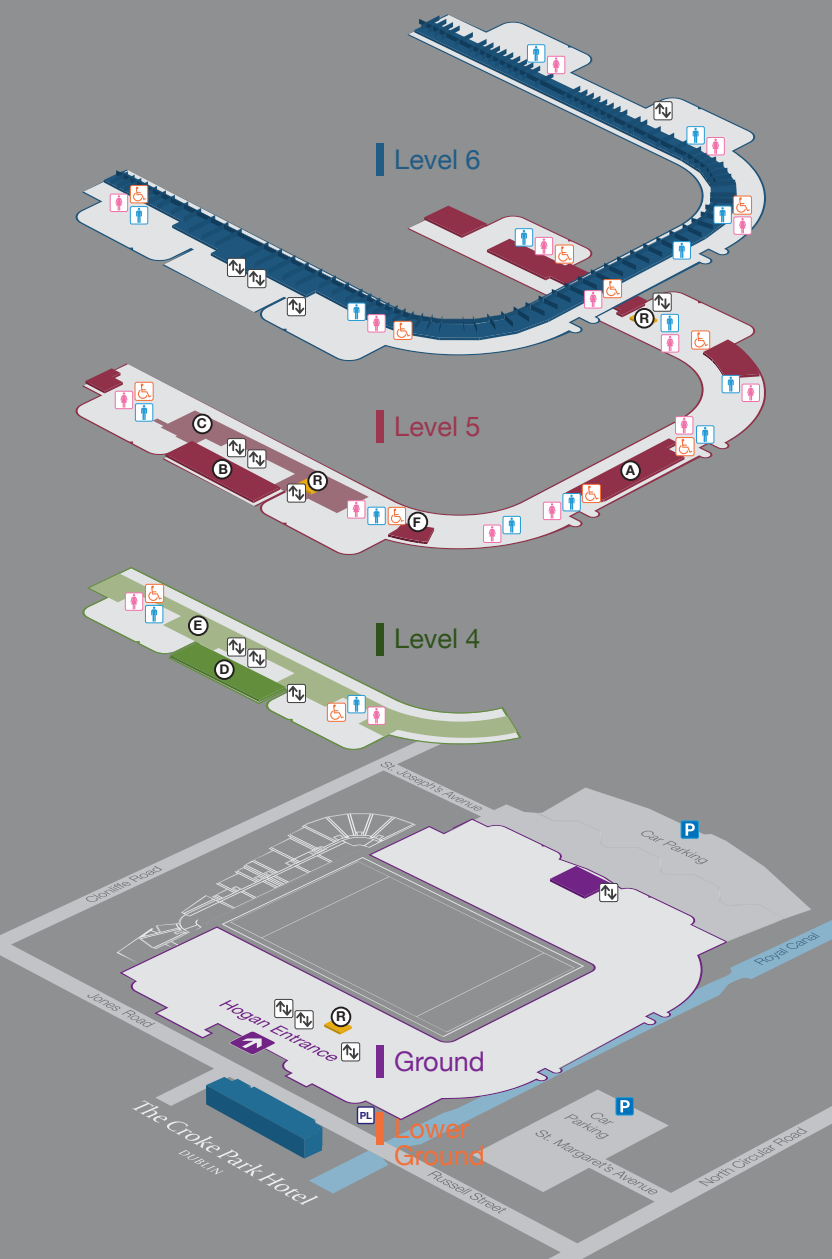 Level 6
R
Level 5
C
B
R
A
F
Level 4
E
D
St. Joseph's Avenue
P
Car Parking
Clonliffe Road
Royal Canal
Jones Road
Hogan Entrance
R
Ground
PL
P
Lower
Ground
Car
Parking
The Croke Park Hotel
DUBLIN
St. Margaret's Avenue
North Circular Road
Russell Street